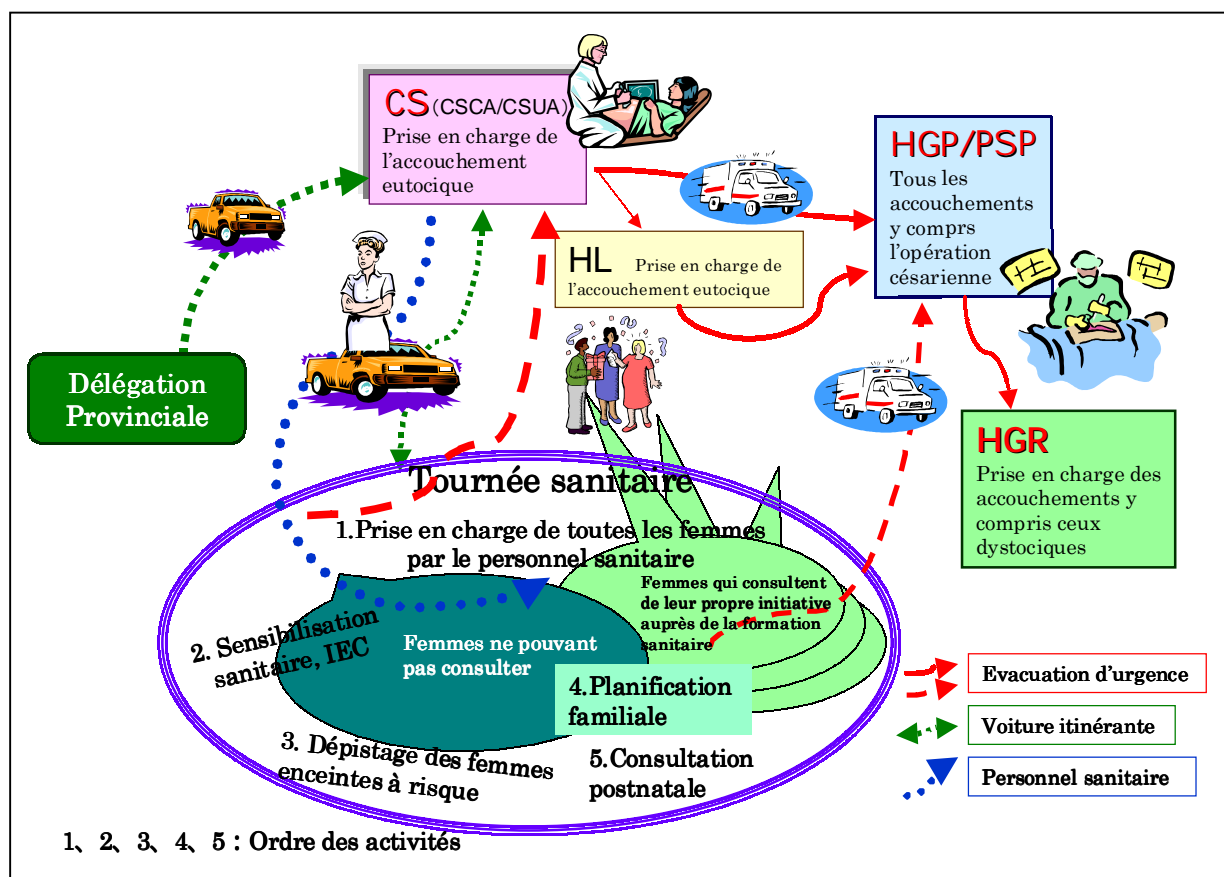 CS(CSCA/CSUA)
Prise en charge de
l'accouchement
eutocique
HGP/PSP
Tous les
accouchements
y comprs
l'opération
césarienne
HL Prise en charge de
l'accouchement eutocique
Délégation
Provinciale
HGR
Prise en charge des
accouchements y
compris ceux
dystociques
Tournée sanitaire
1.Prise en charge de toutes les femmes
par le personnel sanitaire
Femmes qui consultent
de leur propre initiative
auprès de la formation
sanitaire
2. Sensibilisation
sanitaire, IEC
Femmes ne pouvant
pas consulter
4.Planification
familiale
3. Dépistage des femmes
enceintes à risque
5.Consultation
postnatale
Evacuation d'urgence
Voiture itinérante
Personnel sanitaire
1、2、3、4、5 : Ordre des activités